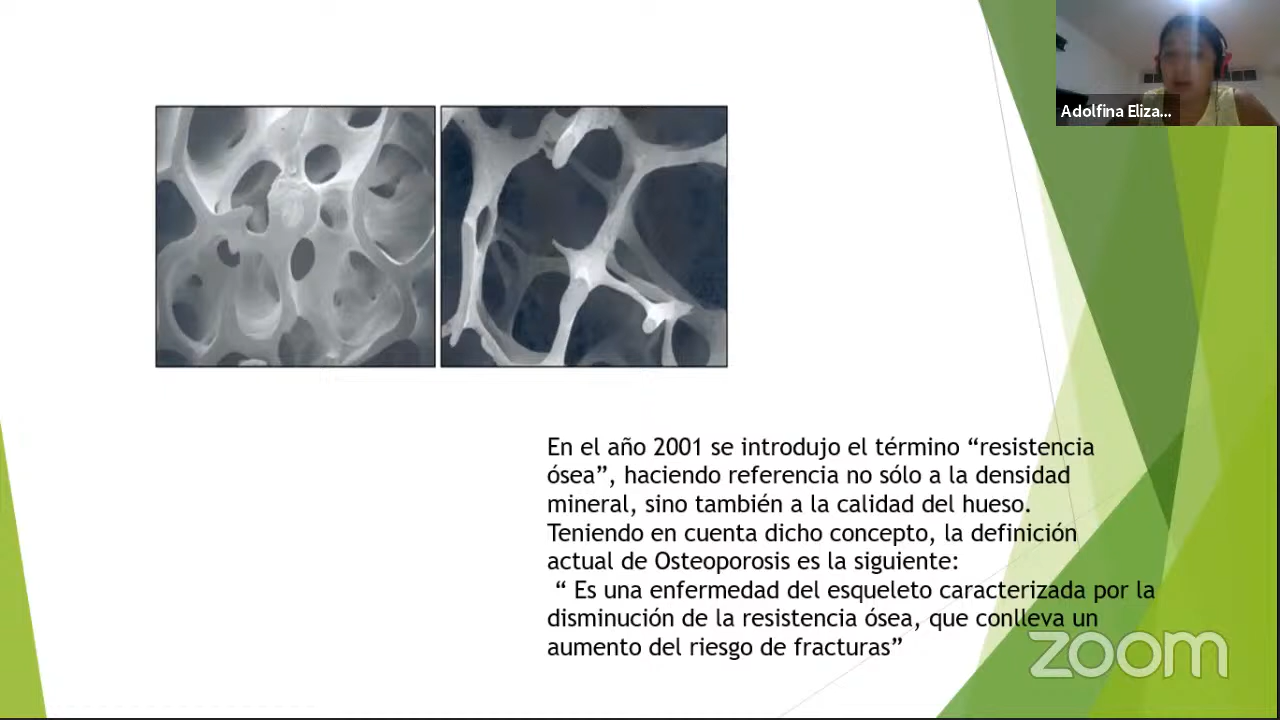 Adolfina Eliza...
En el año 2001 se introdujo el término “resistencia
ósea”, haciendo referencia no sólo a la densidad
mineral, sino también a la calidad del hueso.
Teniendo en cuenta dicho concepto, la definición
actual de Osteoporosis es la siguiente:
“ Es una enfermedad del esqueleto caracterizada por la
disminución de la resistencia ósea, que conlleva un
aumento del riesgo de fracturas”
zoom